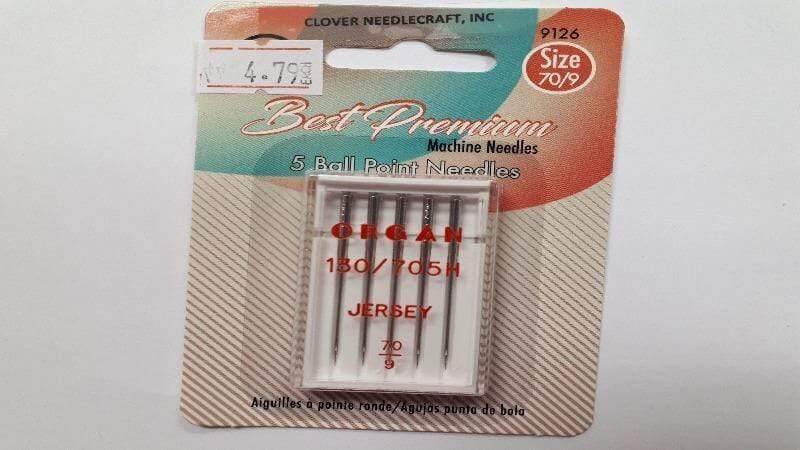 CLOVER NEEDLECRAFT, INC
9126
Size
70/9
4.79
EACH
Best Premium
Machine Needles
5 Ball Point Needles
ORGAN
130/705H
JERSEY
70
9
Aiguilles à pointe ronde/Agujas punta de bola